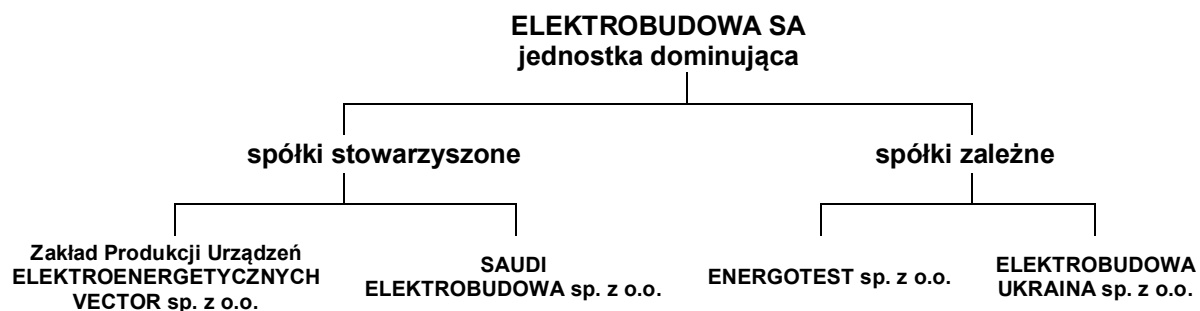 ELEKTROBUDOWA SA
jednostka dominująca
spółki stowarzyszone
spółki zależne
Zakład Produkcji Urządzeń
ELEKTROENERGETYCZNYCH
VECTOR sp. z o.o.
SAUDI
ELEKTROBUDOWA sp. z o.o.
ENERGOTEST sp. z o.o.
ELEKTROBUDOWA
UKRAINA sp. z o.o.